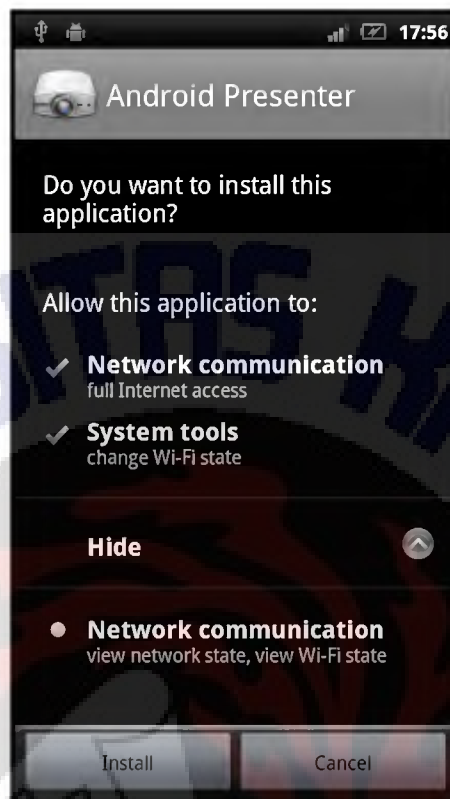 17:56
Android Presenter
Do you want to install this
application?
Allow this application to:
Network communication
full Internet access
System tools
change Wi-Fi state
Hide
Network communication
view network state, view Wi-Fi state
Install
Cancel